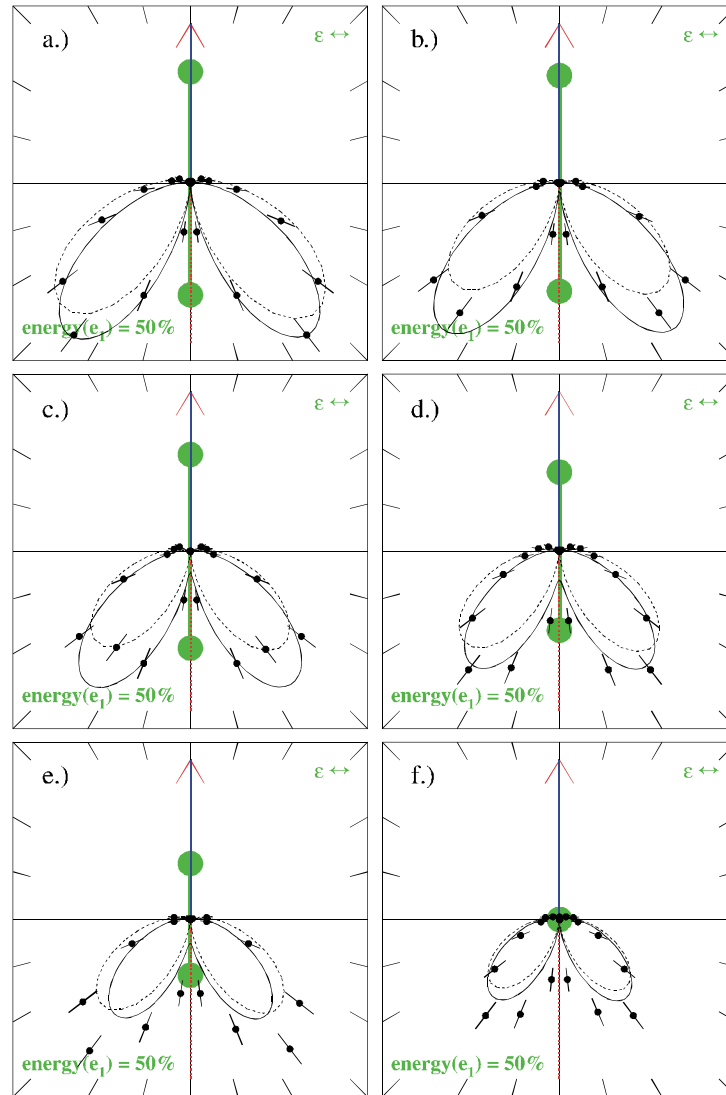 a.) ε ↔
energy(e1) = 50%
b.) ε ↔
energy(e1) = 50%
c.) ε ↔
energy(e1) = 50%
d.) ε ↔
energy(e1) = 50%
e.) ε ↔
energy(e1) = 50%
f.) ε ↔
energy(e1) = 50%